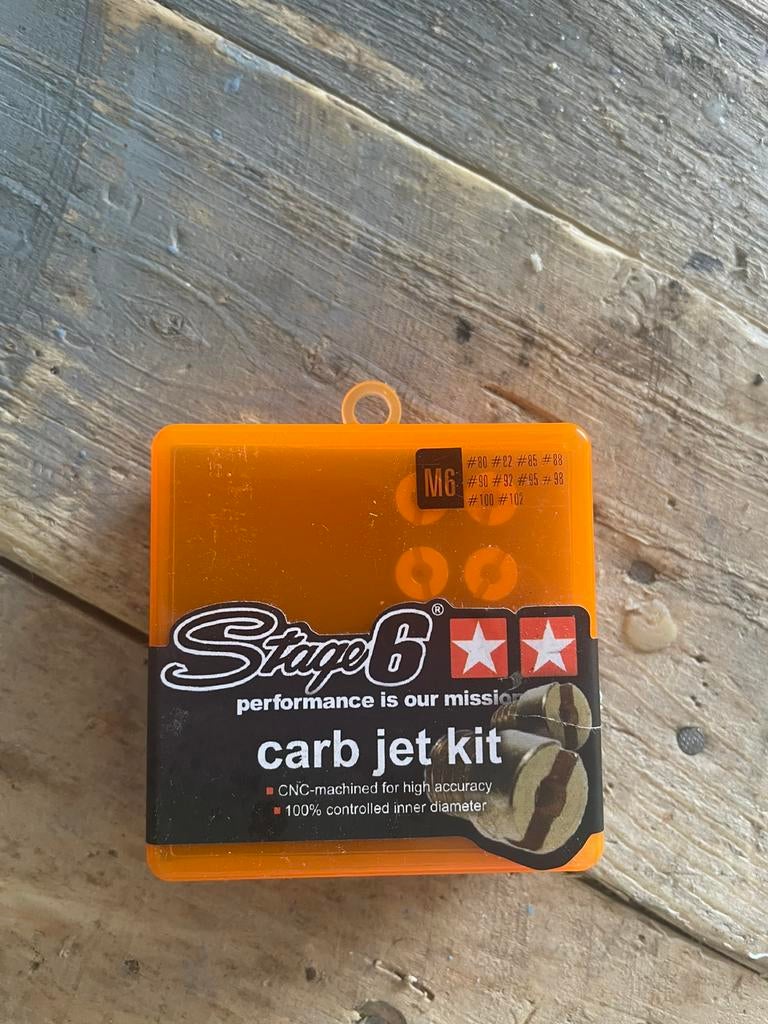 M6
#80 #82 #85 #88
#90 #92 #95 #98
#100 #102
Stage6®
performance is our mission
carb jet kit
CNC-machined for high accuracy
100% controlled inner diameter